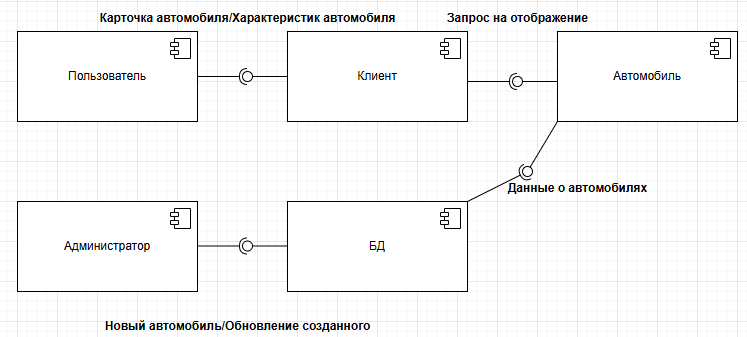 Карточка автомобиля/Характеристик автомобиля
Запрос на отображение
Пользователь
Клиент
Автомобиль
Данные о автомобилях
Администратор
БД
Новый автомобиль/Обновление созданного